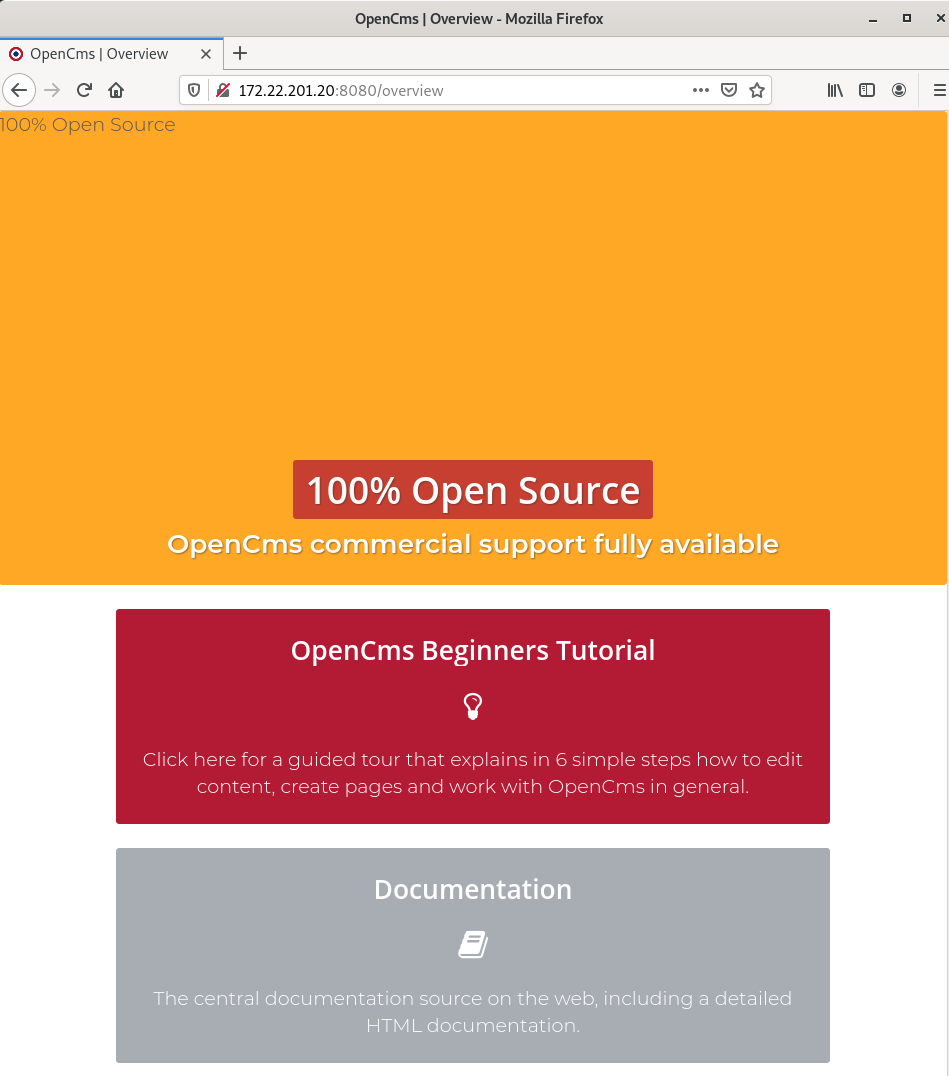 OpenCms | Overview - Mozilla Firefox
OpenCms | Overview
172.22.201.20:8080/overview
100% Open Source
100% Open Source
OpenCms commercial support fully available
OpenCms Beginners Tutorial
Click here for a guided tour that explains in 6 simple steps how to edit
content, create pages and work with OpenCms in general.
Documentation
The central documentation source on the web, including a detailed
HTML documentation.